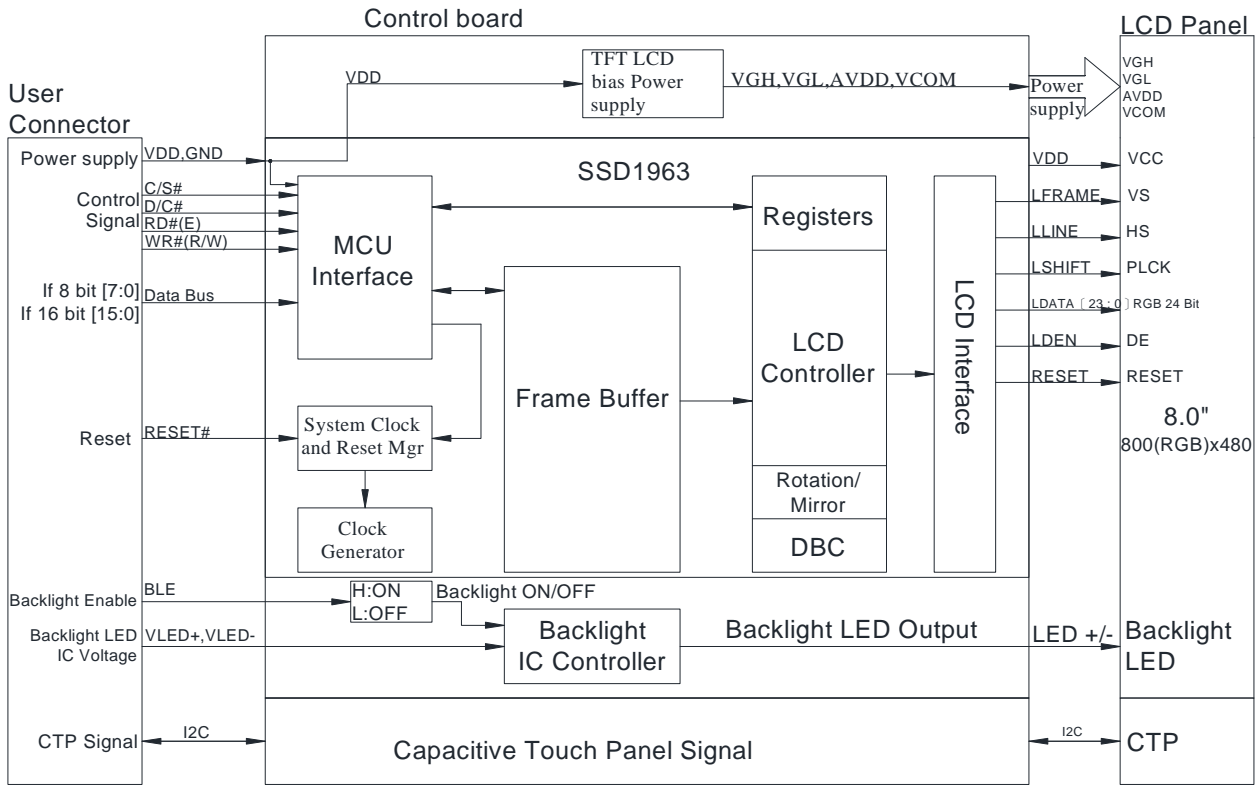 Control board
LCD Panel
User
Connector
TFT LCD
bias Power
supply
VDD
VGH,VGL,AVDD,VCOM
Power
supply
VGH
VGL
AVDD
VCOM
Power supply
VDD,GND
Control
Signal
C/S#
D/C#
RD#(E)
WR#(R/W)
If 8 bit [7:0]
If 16 bit [15:0]
Data Bus
Reset
RESET#
SSD1963
MCU
Interface
System Clock
and Reset Mgr
Clock
Generator
Frame Buffer
Registers
LCD
Controller
Rotation/
Mirror
DBC
LCD Interface
VDD
VCC
LFRAME
VS
LLINE
HS
LSHIFT
PLCK
LDATA〔23:0〕RGB 24 Bit
LDEN
DE
RESET
RESET
8.0"
800(RGB)x480
Backlight Enable
BLE
H:ON
L:OFF
Backlight ON/OFF
Backlight LED
IC Voltage
VLED+,VLED-
Backlight
IC Controller
Backlight LED Output
LED +/-
Backlight
LED
CTP Signal
I2C
Capacitive Touch Panel Signal
I2C
CTP